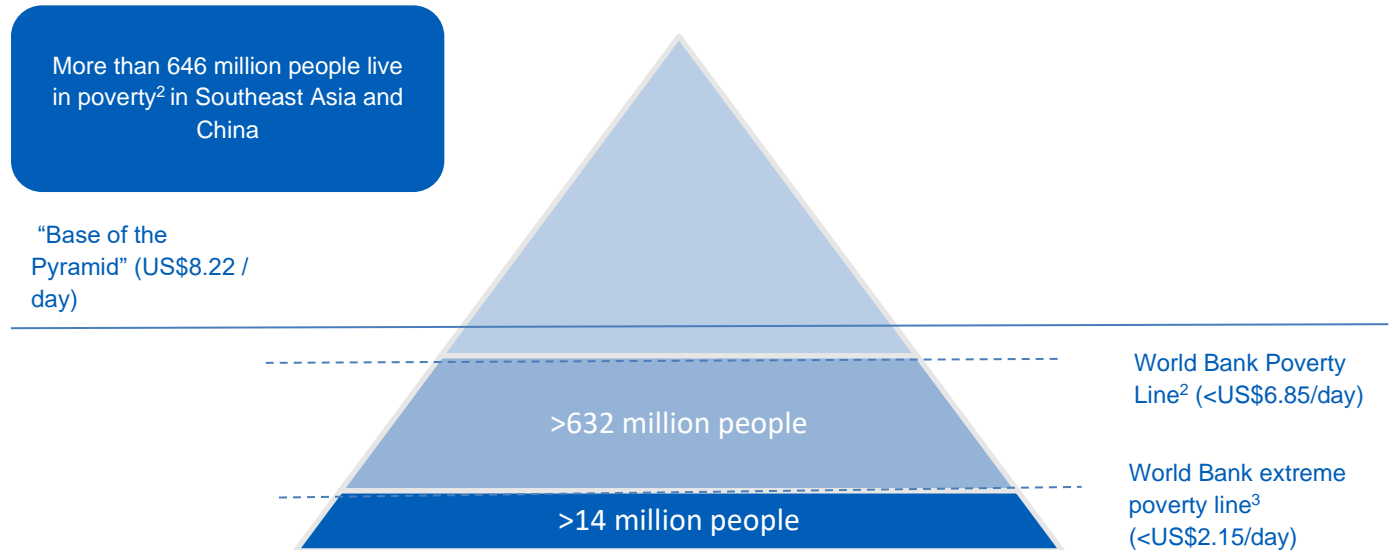 More than 646 million people live
in poverty² in Southeast Asia and
China
“Base of the
Pyramid” (US$8.22 /
day)
World Bank Poverty
Line² (<US$6.85/day)
>632 million people
World Bank extreme
poverty line³
(<US$2.15/day)
>14 million people